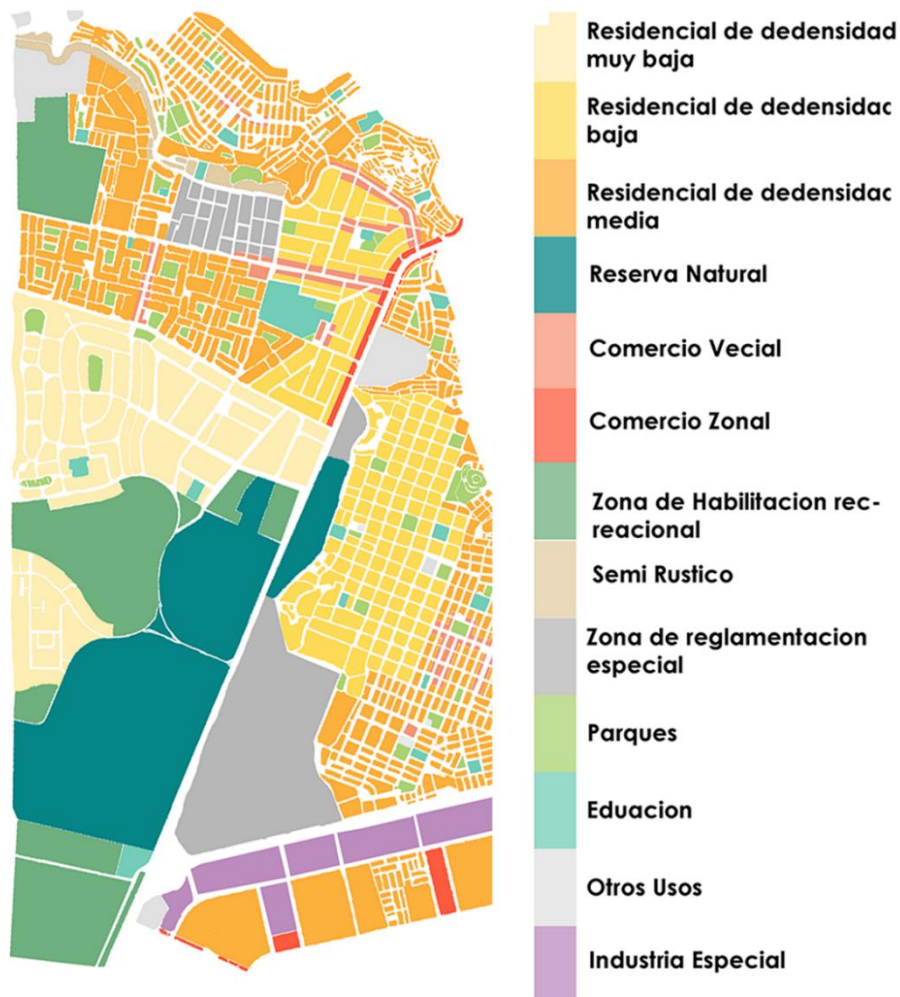 Residencial de dedensidad
muy baja
Residencial de dedensidac
baja
Residencial de dedensidac
media
Reserva Natural
Comercio Vecial
Comercio Zonal
Zona de Habilitacion rec-
reacional
Semi Rustico
Zona de reglamentacion
especial
Parques
Eduacion
Otros Usos
Industria Especial